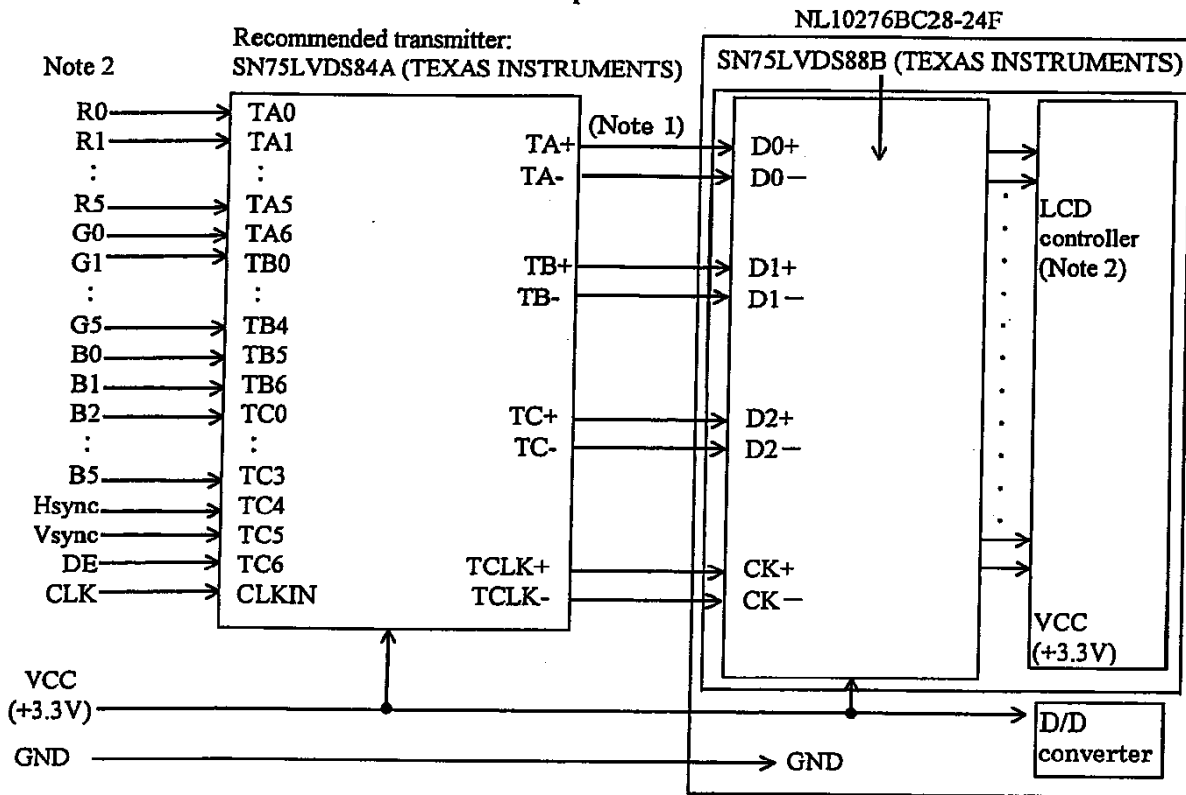 NL10276BC28-24F
Note 2
Recommended transmitter:
SN75LVDS84A (TEXAS INSTRUMENTS)
SN75LVDS88B (TEXAS INSTRUMENTS)
R0
R1
:
R5
G0
G1
:
G5
B0
B1
B2
:
B5
Hsync
Vsync
DE
CLK
TA0
TA1
:
TA5
TA6
TB0
:
TB4
TB5
TB6
TC0
:
TC3
TC4
TC5
TC6
CLKIN
TA+
TA-
TB+
TB-
TC+
TC-
TCLK+
TCLK-
(Note 1)
D0+
D0−
D1+
D1−
D2+
D2−
CK+
CK−
LCD
controller
(Note 2)
VCC
(+3.3V)
VCC
(+3.3V)
D/D
converter
GND
GND